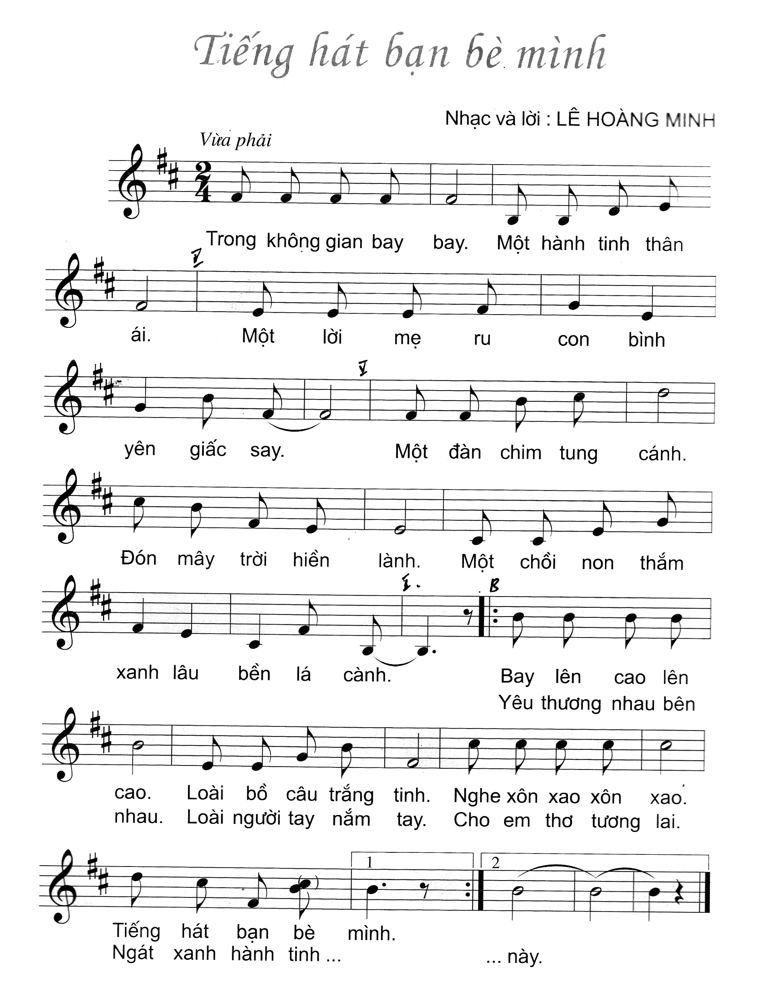 Tiếng hát bạn bè mình
Nhạc và lời : LÊ HOÀNG MINH
Vừa phải
2
4
Trong không gian bay bay. Một hành tinh thân
V
ái. Một lời mẹ ru con bình
V
yên giấc say. Một đàn chim tung cánh.
Đón mây trời hiền lành. Một chồi non thắm
1. B
xanh lâu bền lá cành. Bay lên cao lên
Yêu thương nhau bên
cao. Loài bồ câu trắng tinh. Nghe xôn xao xôn xao.
nhau. Loài người tay nắm tay. Cho em thơ tương lai.
1 2
Tiếng hát bạn bè mình.
Ngát xanh hành tinh ... ... này.